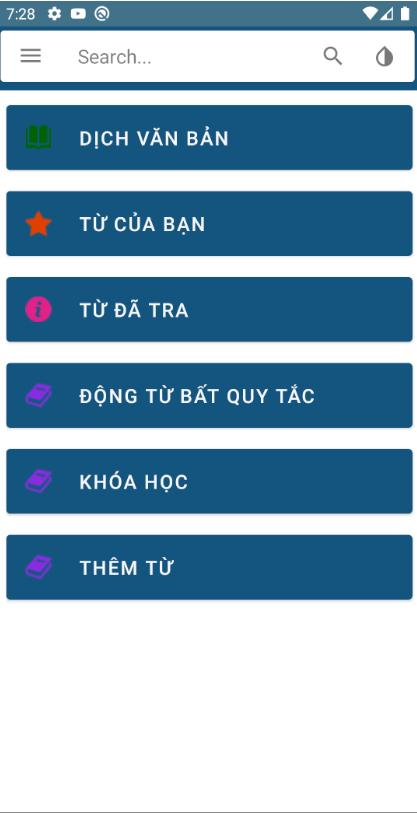 7:28
Search...
DỊCH VĂN BẢN
TỪ CỦA BẠN
TỪ ĐÃ TRA
ĐỘNG TỪ BẤT QUY TẮC
KHÓA HỌC
THÊM TỪ